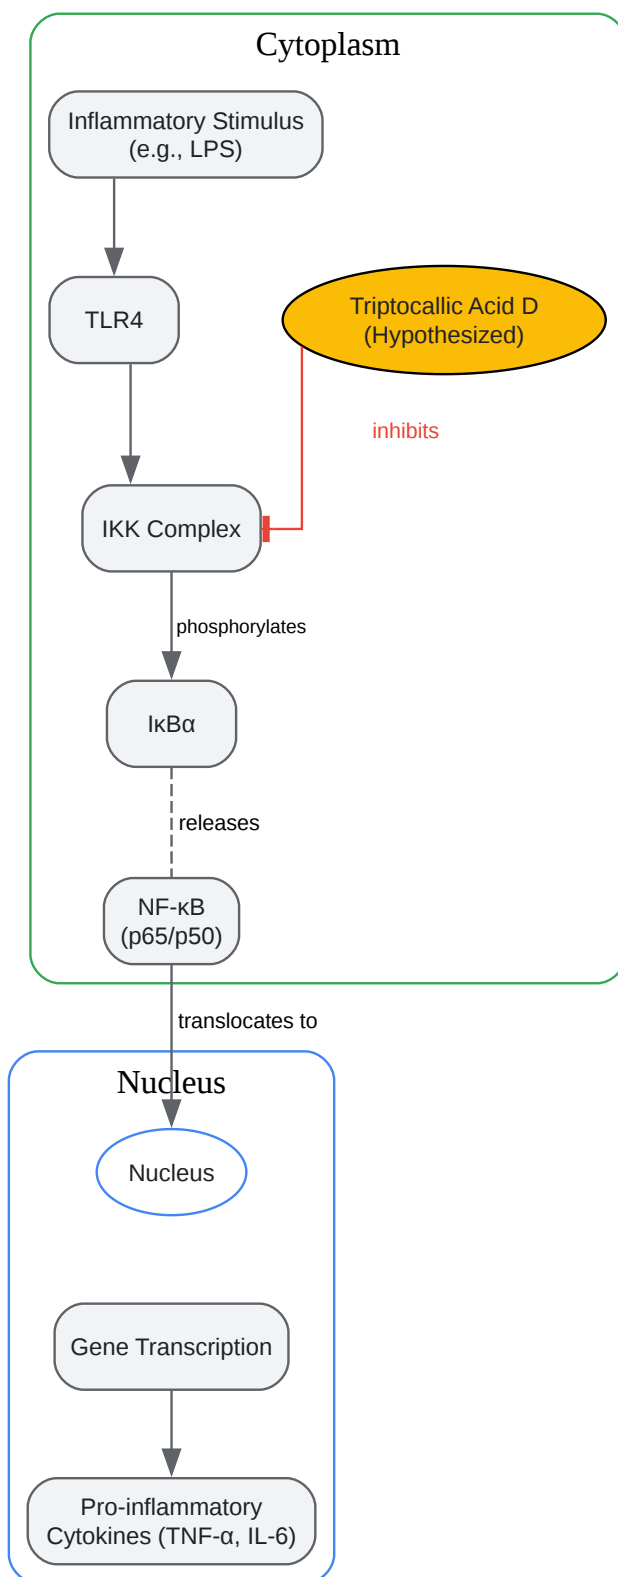 Cytoplasm
Inflammatory Stimulus
(e.g., LPS)
TLR4
Triptocallic Acid D
(Hypothesized)
inhibits
IKK Complex
phosphorylates
IκBα
releases
NF-κB
(p65/p50)
translocates to
Nucleus
Nucleus
Gene Transcription
Pro-inflammatory
Cytokines (TNF-α, IL-6)